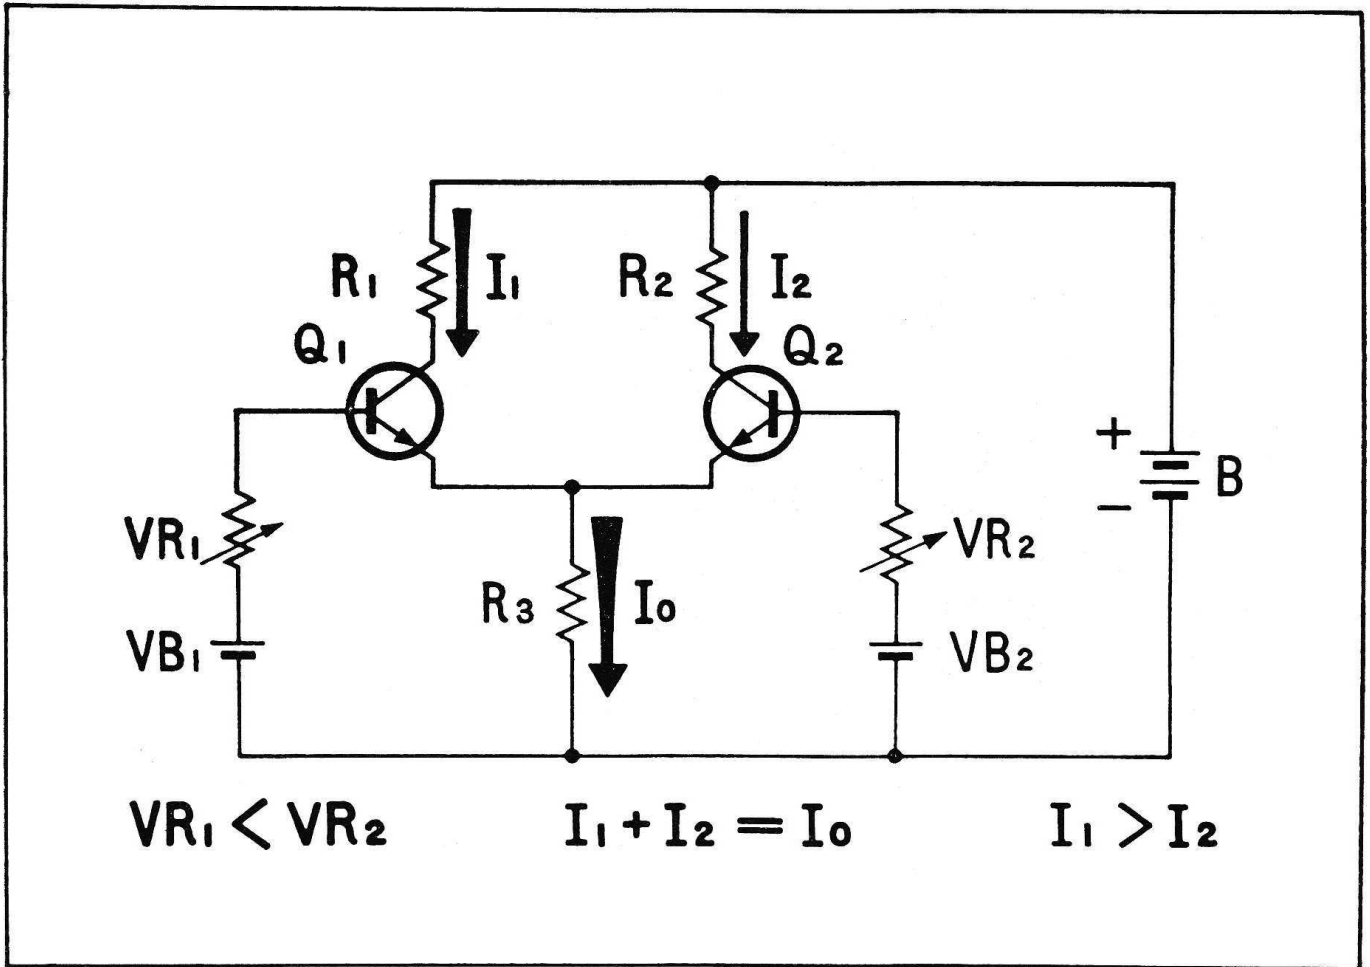 R₁ I₁ R₂ I₂
Q₁ Q₂
+
B
−
VR₁ VR₂
R₃ I₀
VB₁ VB₂
VR₁ < VR₂ I₁ + I₂ = I₀ I₁ > I₂